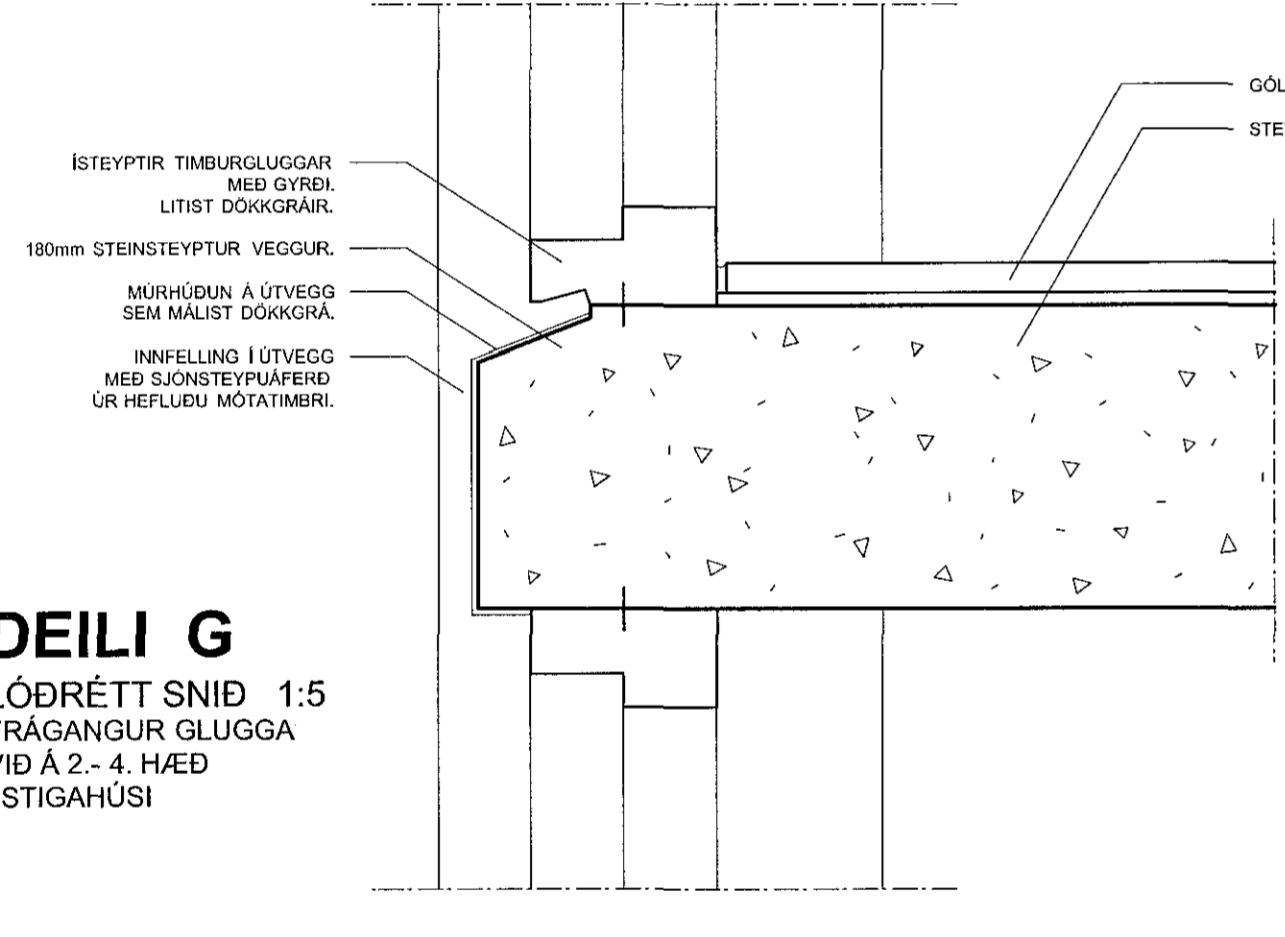 ÍSTEYPTIR TIMBURGLUGGAR
MEÐ GYRÐI.
LITIST DÖKKGRÁIR.
180mm STEINSTEYPTUR VEGGUR.
MÚRHÚÐUN Á ÚTVEGG
SEM MÁLIST DÖKKGRÁ.
INNFELLING Í ÚTVEGG
MEÐ SJÓNSTEYPUÁFERÐ
ÚR HEFLUÐU MÓTATIMBRI.
GÓL
STE
DEILI G
LÓÐRÉTT SNIÐ 1:5
FRÁGANGUR GLUGGA
VIÐ Á 2.- 4. HÆÐ
STIGAHÚSI